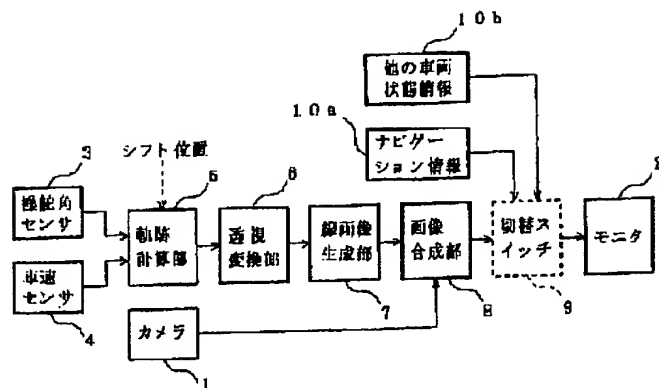 10b
他の車両
状態情報
10a
ナビゲー
ション情報
3
シフト位置
5
6
2
操舵角
センサ
軌跡
計算部
透視
変換部
線画像
生成部
画像
合成部
切替ス
イッチ
モニタ
車速セ
ンサ
4
7
8
9
カメラ
1